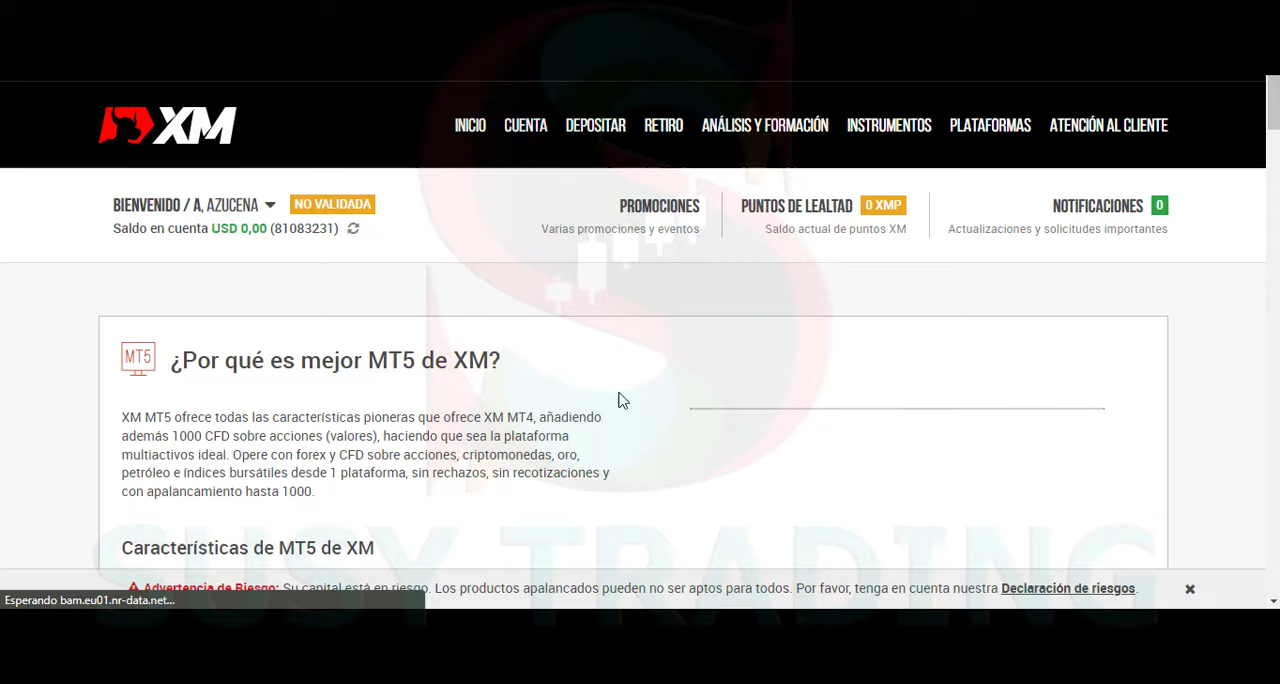 XM
INICIO CUENTA DEPOSITAR RETIRO ANÁLISIS Y FORMACIÓN INSTRUMENTOS PLATAFORMAS ATENCIÓN AL CLIENTE
BIENVENIDO / A, AZUCENA NO VALIDADA
Saldo en cuenta USD 0,00 (81083231)
PROMOCIONES
Varias promociones y eventos
PUNTOS DE LEALTAD 0 XMP
Saldo actual de puntos XM
NOTIFICACIONES 0
Actualizaciones y solicitudes importantes
MT5
¿Por qué es mejor MT5 de XM?
XM MT5 ofrece todas las características pioneras que ofrece XM MT4, añadiendo
además 1000 CFD sobre acciones (valores), haciendo que sea la plataforma
multiactivos ideal. Opere con forex y CFD sobre acciones, criptomonedas, oro,
petróleo e índices bursátiles desde 1 plataforma, sin rechazos, sin recotizaciones y
con apalancamiento hasta 1000.
Características de MT5 de XM
SUSY TRADING
Advertencia de Riesgo: Su capital está en riesgo. Los productos apalancados pueden no ser aptos para todos. Por favor, tenga en cuenta nuestra Declaración de riesgos.
Esperando bam.eu01.nr-data.net...